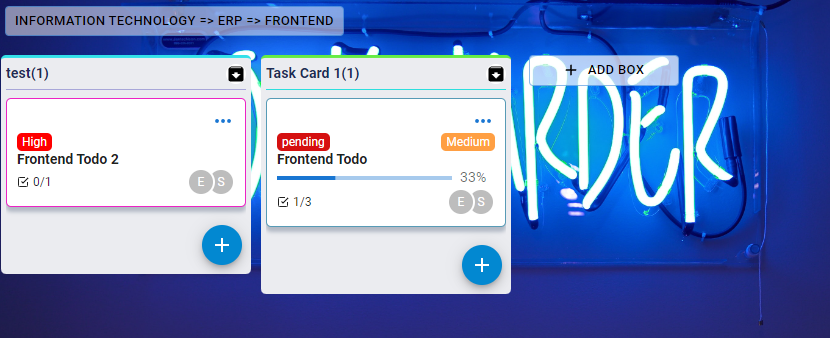 INFORMATION TECHNOLOGY => ERP => FRONTEND
test(1)
High
Frontend Todo 2
0/1
E S
Task Card 1(1)
pending
Medium
Frontend Todo
33%
1/3
E S
+ ADD BOX